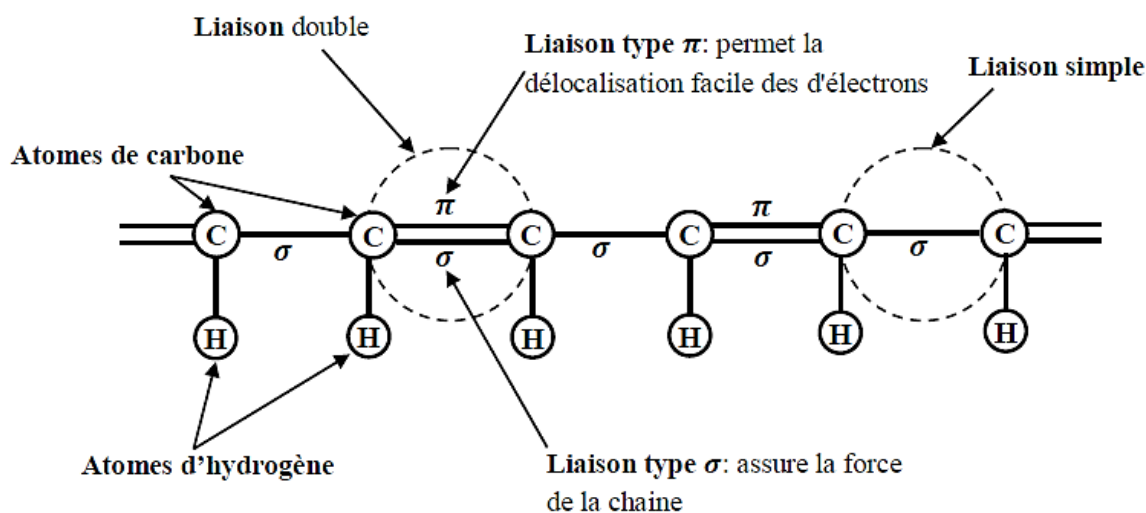 Liaison double
Liaison type π: permet la
délocalisation facile des d'électrons
Liaison simple
Atomes de carbone
π
π
C
C
C
C
C
C
σ
σ
σ
σ
σ
H
H
H
H
H
H
Atomes d’hydrogène
Liaison type σ: assure la force
de la chaine